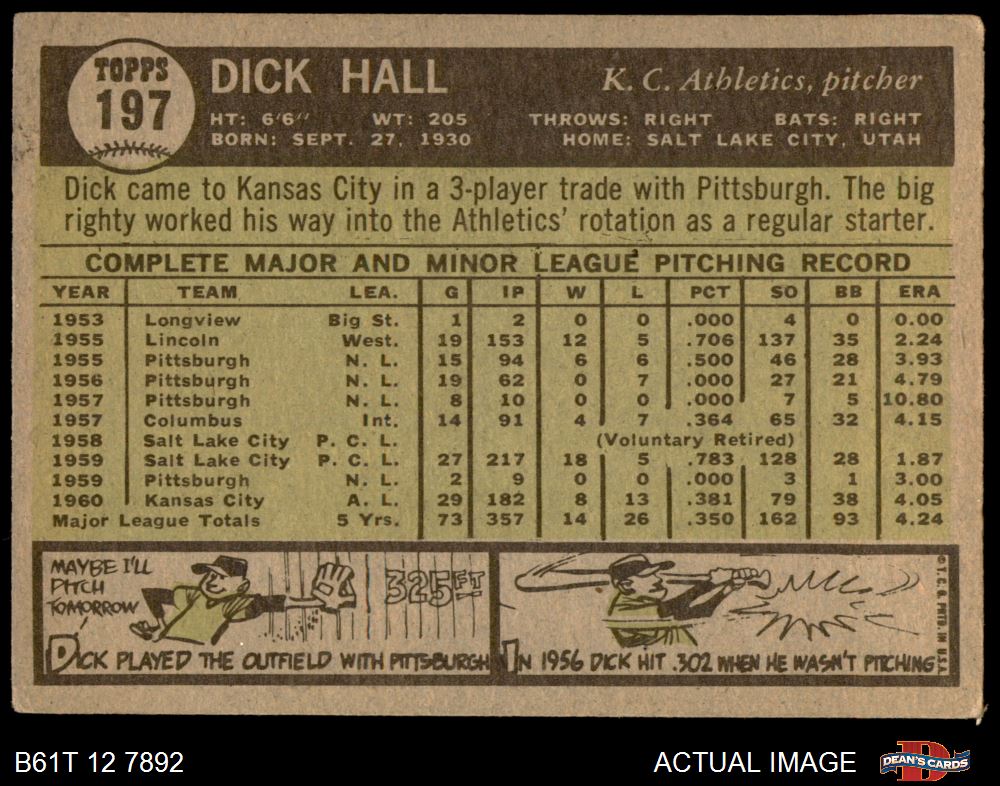 TOPPS
197
DICK HALL
K. C. Athletics, pitcher
HT: 6'6" WT: 205 THROWS: RIGHT BATS: RIGHT
BORN: SEPT. 27, 1930 HOME: SALT LAKE CITY, UTAH
Dick came to Kansas City in a 3-player trade with Pittsburgh. The big
righty worked his way into the Athletics' rotation as a regular starter.
COMPLETE MAJOR AND MINOR LEAGUE PITCHING RECORD
YEAR TEAM LEA. G IP W L PCT SO BB ERA
1953 Longview Big St. 1 2 0 0 .000 4 0 0.00
1955 Lincoln West. 19 153 12 5 .706 137 35 2.24
1955 Pittsburgh N. L. 15 94 6 6 .500 46 28 3.93
1956 Pittsburgh N. L. 19 62 0 7 .000 27 21 4.79
1957 Pittsburgh N. L. 8 10 0 0 .000 7 5 10.80
1957 Columbus Int. 14 91 4 7 .364 65 32 4.15
1958 Salt Lake City P. C. L. (Voluntary Retired)
1959 Salt Lake City P. C. L. 27 217 18 5 .783 128 28 1.87
1959 Pittsburgh N. L. 2 9 0 0 .000 3 1 3.00
1960 Kansas City A. L. 29 182 8 13 .381 79 38 4.05
Major League Totals 5 Yrs. 73 357 14 26 .350 162 93 4.24
MAYBE I'LL
PITCH
TOMORROW
325 FT
DICK PLAYED THE OUTFIELD WITH PITTSBURGH
IN 1956 DICK HIT .302 WHEN HE WASN'T PITCHING
© T. C. G. PRTD. IN U.S.A.
B61T 12 7892
ACTUAL IMAGE
D
DEAN'S CARDS